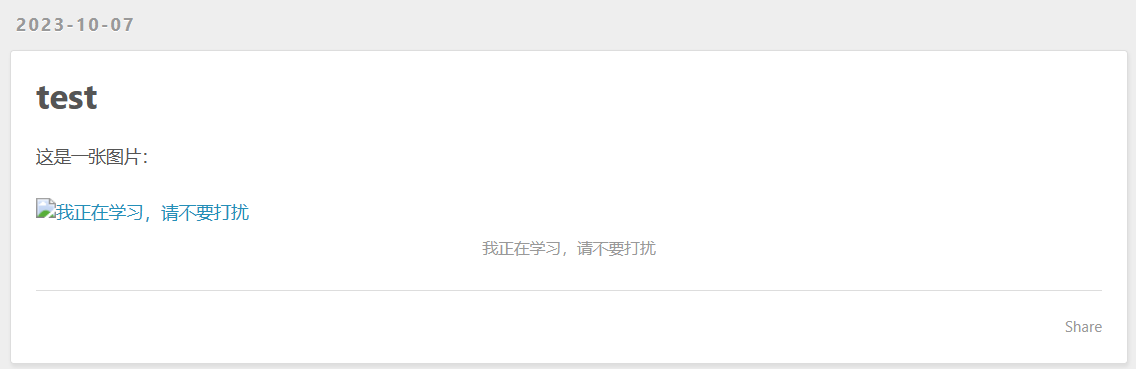 2023-10-07
test
这是一张图片：
我正在学习，请不要打扰
我正在学习，请不要打扰
Share